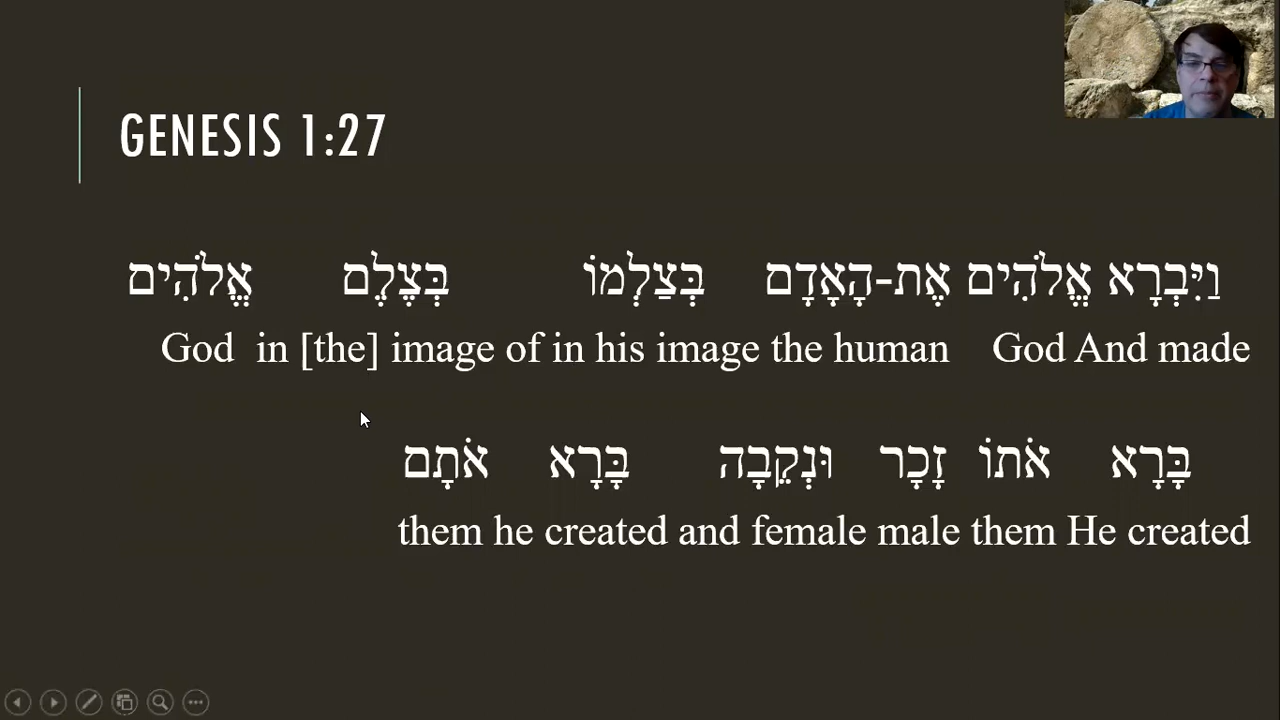 GENESIS 1:27
וַיִּבְרָא אֱלֹהִים אֶת-הָאָדָם בְּצַלְמוֹ בְּצֶלֶם אֱלֹהִים
God in [the] image of in his image the human God And made
בָּרָא אֹתוֹ זָכָר וּנְקֵבָה בָּרָא אֹתָם
them he created and female male them He created